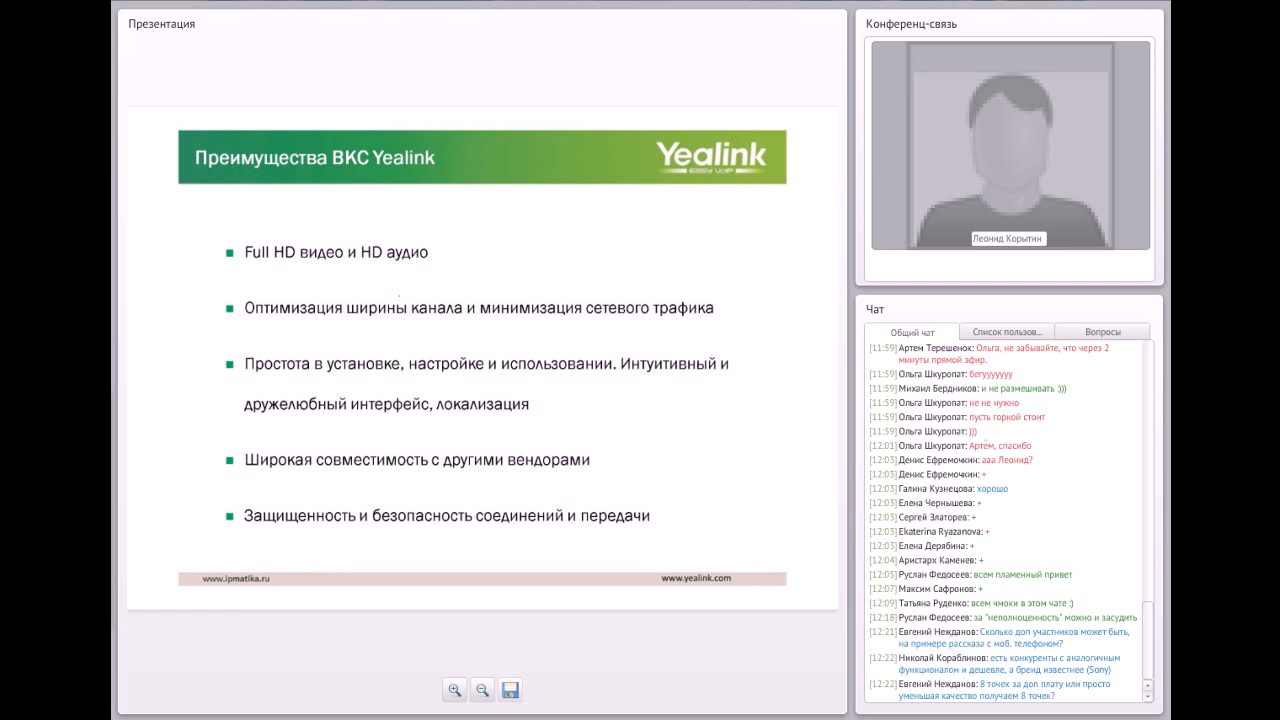 Презентация
Преимущества ВКС Yealink
Yealink
EASY VoIP
Full HD видео и HD аудио
Оптимизация ширины канала и минимизация сетевого трафика
Простота в установке, настройке и использовании. Интуитивный и
дружелюбный интерфейс, локализация
Широкая совместимость с другими вендорами
Защищенность и безопасность соединений и передачи
www.ipmatika.ru
www.yealink.com
Конференц-связь
Леонид Корытин
Чат
Общий чат
Список пользов...
Вопросы
[11:59] Артем Терешенок: Ольга, не забывайте, что через 2
минуты прямой эфир.
[11:59] Ольга Шкуропат: бегууууууу
[11:59] Михаил Бердников: и не размешивать :)))
[11:59] Ольга Шкуропат: не не нужно
[11:59] Ольга Шкуропат: пусть горкой стоит
[11:59] Ольга Шкуропат: )))
[12:01] Ольга Шкуропат: Артём, спасибо
[12:03] Денис Ефремочкин: ааа Леонид?
[12:03] Денис Ефремочкин: +
[12:03] Галина Кузнецова: хорошо
[12:03] Елена Чернышева: +
[12:03] Сергей Златорев: +
[12:03] Ekaterina Ryazanova: +
[12:03] Елена Дерябина: +
[12:04] Аристарх Каменев: +
[12:05] Руслан Федосеев: всем пламенный привет
[12:07] Максим Сафронов: +
[12:09] Татьяна Руденко: всем чмоки в этом чате :)
[12:18] Руслан Федосеев: за "неполноценность" можно и засудить
[12:21] Евгений Нежданов: Сколько доп участников может быть,
на примере рассказа с моб. телефоном?
[12:22] Николай Кораблинов: есть конкуренты с аналогичным
функционалом и дешевле, а бренд известнее (Sony)
[12:22] Евгений Нежданов: 8 точек за доп плату или просто
уменьшая качество получаем 8 точек?